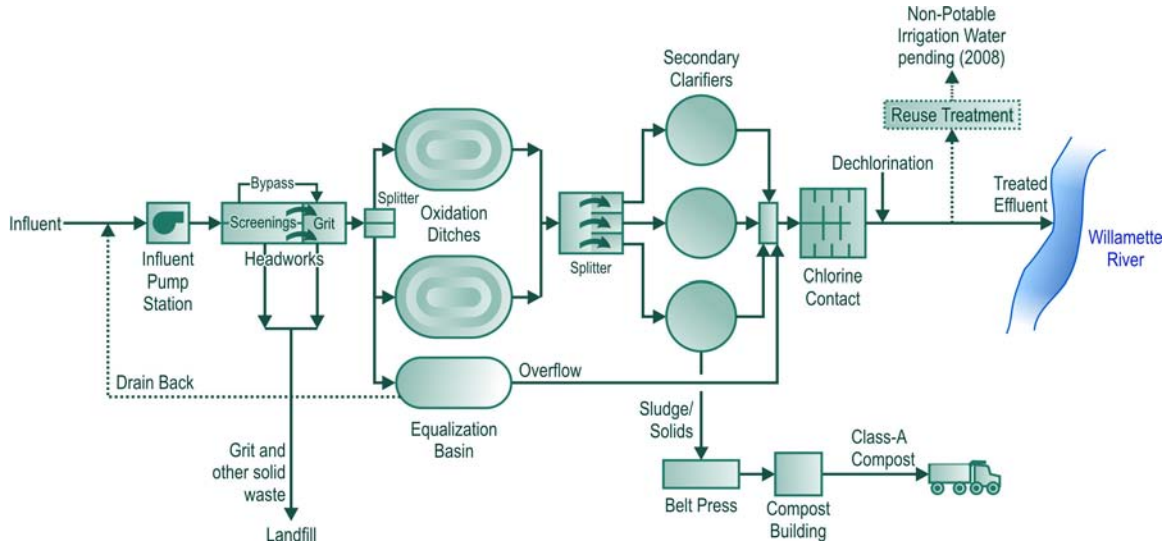 Non-Potable
Irrigation Water
pending (2008)
Secondary
Clarifiers
Reuse Treatment
Dechlorination
Bypass
Splitter
Treated
Effluent
Influent
Screenings
Grit
Oxidation
Ditches
Headworks
Influent
Pump
Station
Splitter
Chlorine
Contact
Willamette
River
Drain Back
Overflow
Equalization
Basin
Sludge/
Solids
Class-A
Compost
Grit and
other solid
waste
Belt Press
Compost
Building
Landfill